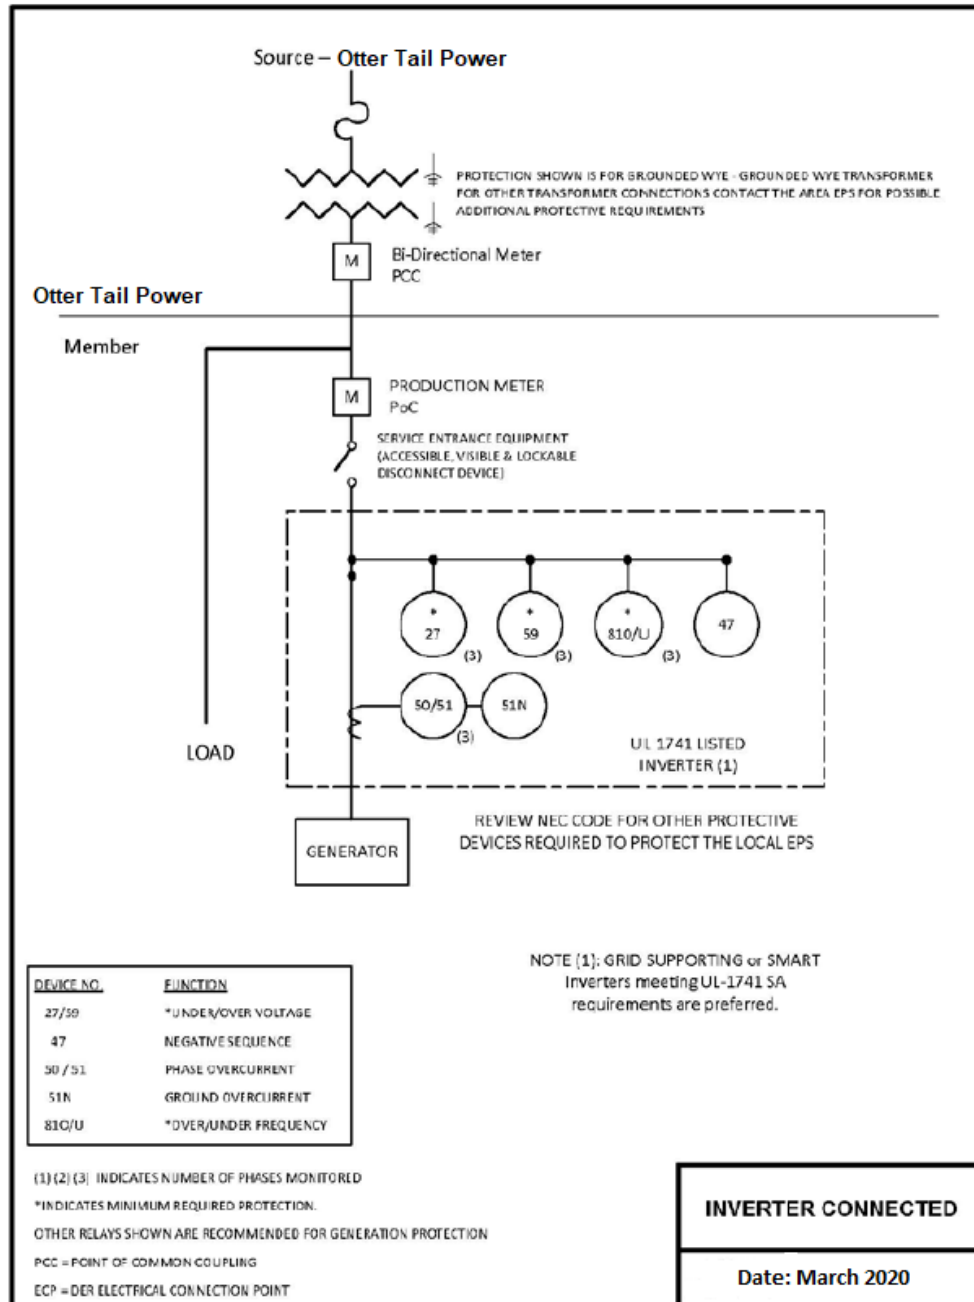 Source – Otter Tail Power
PROTECTION SHOWN IS FOR GROUNDED WYE - GROUNDED WYE TRANSFORMER
FOR OTHER TRANSFORMER CONNECTIONS CONTACT THE AREA EPS FOR POSSIBLE
ADDITIONAL PROTECTIVE REQUIREMENTS
M
Bi-Directional Meter
PCC
Otter Tail Power
Member
M
PRODUCTION METER
PoC
SERVICE ENTRANCE EQUIPMENT
(ACCESSIBLE, VISIBLE & LOCKABLE
DISCONNECT DEVICE)
* * *
27 59 81O/U 47
(3) (3) (3)
50/51 51N
(3)
LOAD
UL 1741 LISTED
INVERTER (1)
GENERATOR
REVIEW NEC CODE FOR OTHER PROTECTIVE
DEVICES REQUIRED TO PROTECT THE LOCAL EPS
NOTE (1): GRID SUPPORTING or SMART
Inverters meeting UL-1741 SA
requirements are preferred.
DEVICE NO. FUNCTION
27/59 *UNDER/OVER VOLTAGE
47 NEGATIVE SEQUENCE
50 / 51 PHASE OVERCURRENT
51N GROUND OVERCURRENT
81O/U *OVER/UNDER FREQUENCY
(1) (2) (3) INDICATES NUMBER OF PHASES MONITORED
*INDICATES MINIMUM REQUIRED PROTECTION.
OTHER RELAYS SHOWN ARE RECOMMENDED FOR GENERATION PROTECTION
PCC = POINT OF COMMON COUPLING
ECP = DER ELECTRICAL CONNECTION POINT
INVERTER CONNECTED
Date: March 2020